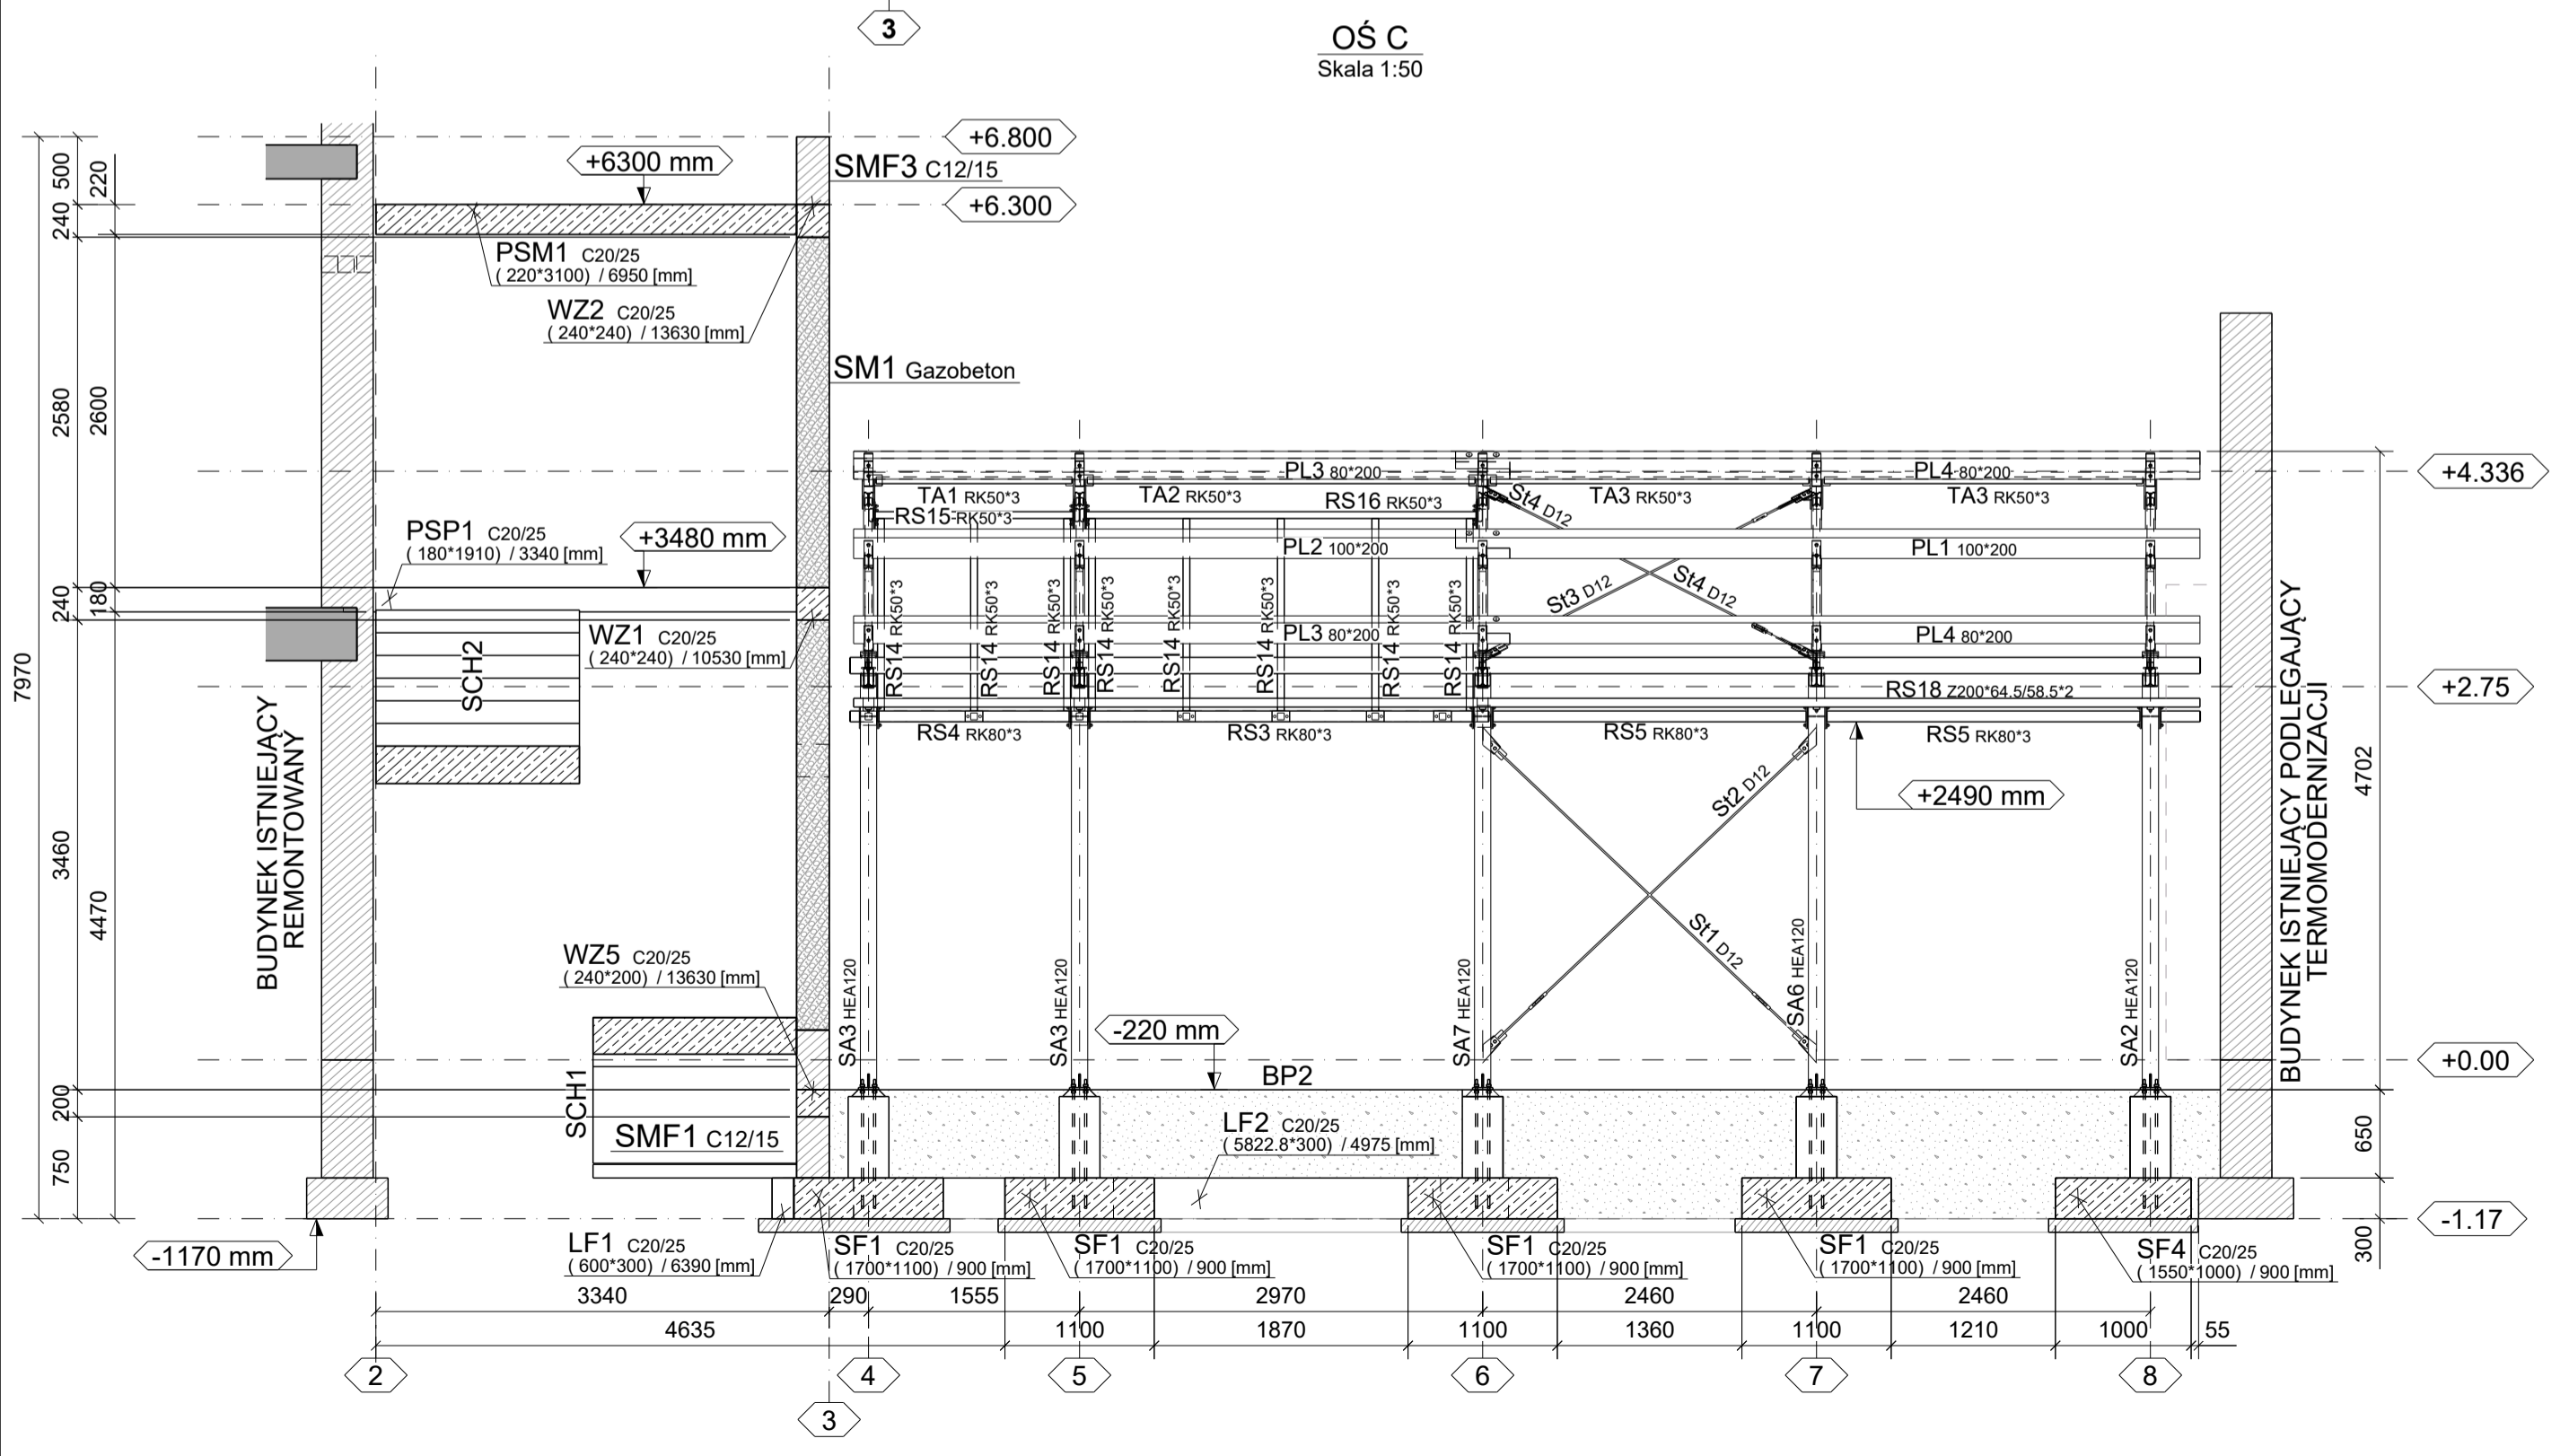 3
OŚ C
Skala 1:50
+6.800
+6300 mm
SMF3 C12/15
+6.300
500
220
240
PSM1 C20/25
( 220*3100) / 6950 [mm]
WZ2 C20/25
( 240*240) / 13630 [mm]
SM1 Gazobeton
2580
2600
PL3 80*200
PL4 80*200
+4.336
TA1 RK50*3
TA2 RK50*3
RS16 RK50*3
St4 D12
TA3 RK50*3
TA3 RK50*3
RS15 RK50*3
PSP1 C20/25
( 180*1910) / 3340 [mm]
+3480 mm
PL2 100*200
PL1 100*200
240
180
St3 D12
St4 D12
RS14 RK50*3
RS14 RK50*3
RS14 RK50*3
RS14 RK50*3
RS14 RK50*3
RS14 RK50*3
RS14 RK50*3
RS14 RK50*3
WZ1 C20/25
( 240*240) / 10530 [mm]
SCH2
PL3 80*200
PL4 80*200
7970
RS18 Z200*64.5/58.5*2
+2.75
RS4 RK80*3
RS3 RK80*3
RS5 RK80*3
RS5 RK80*3
+2490 mm
4702
BUDYNEK ISTNIEJĄCY
REMONTOWANY
BUDYNEK ISTNIEJĄCY PODLEGAJĄCY
TERMOMODERNIZACJI
St2 D12
St1 D12
3460
4470
WZ5 C20/25
( 240*200) / 13630 [mm]
SA3 HEA120
SA3 HEA120
SA7 HEA120
SA6 HEA120
SA2 HEA120
-220 mm
+0.00
BP2
200
SCH1
SMF1 C12/15
LF2 C20/25
( 5822.8*300) / 4975 [mm]
750
650
-1170 mm
-1.17
300
LF1 C20/25
( 600*300) / 6390 [mm]
SF1 C20/25
( 1700*1100) / 900 [mm]
SF1 C20/25
( 1700*1100) / 900 [mm]
SF1 C20/25
( 1700*1100) / 900 [mm]
SF1 C20/25
( 1700*1100) / 900 [mm]
SF4 C20/25
( 1550*1000) / 900 [mm]
3340
290
1555
2970
2460
2460
4635
1100
1870
1100
1360
1100
1210
1000
55
2
4
5
6
7
8
3